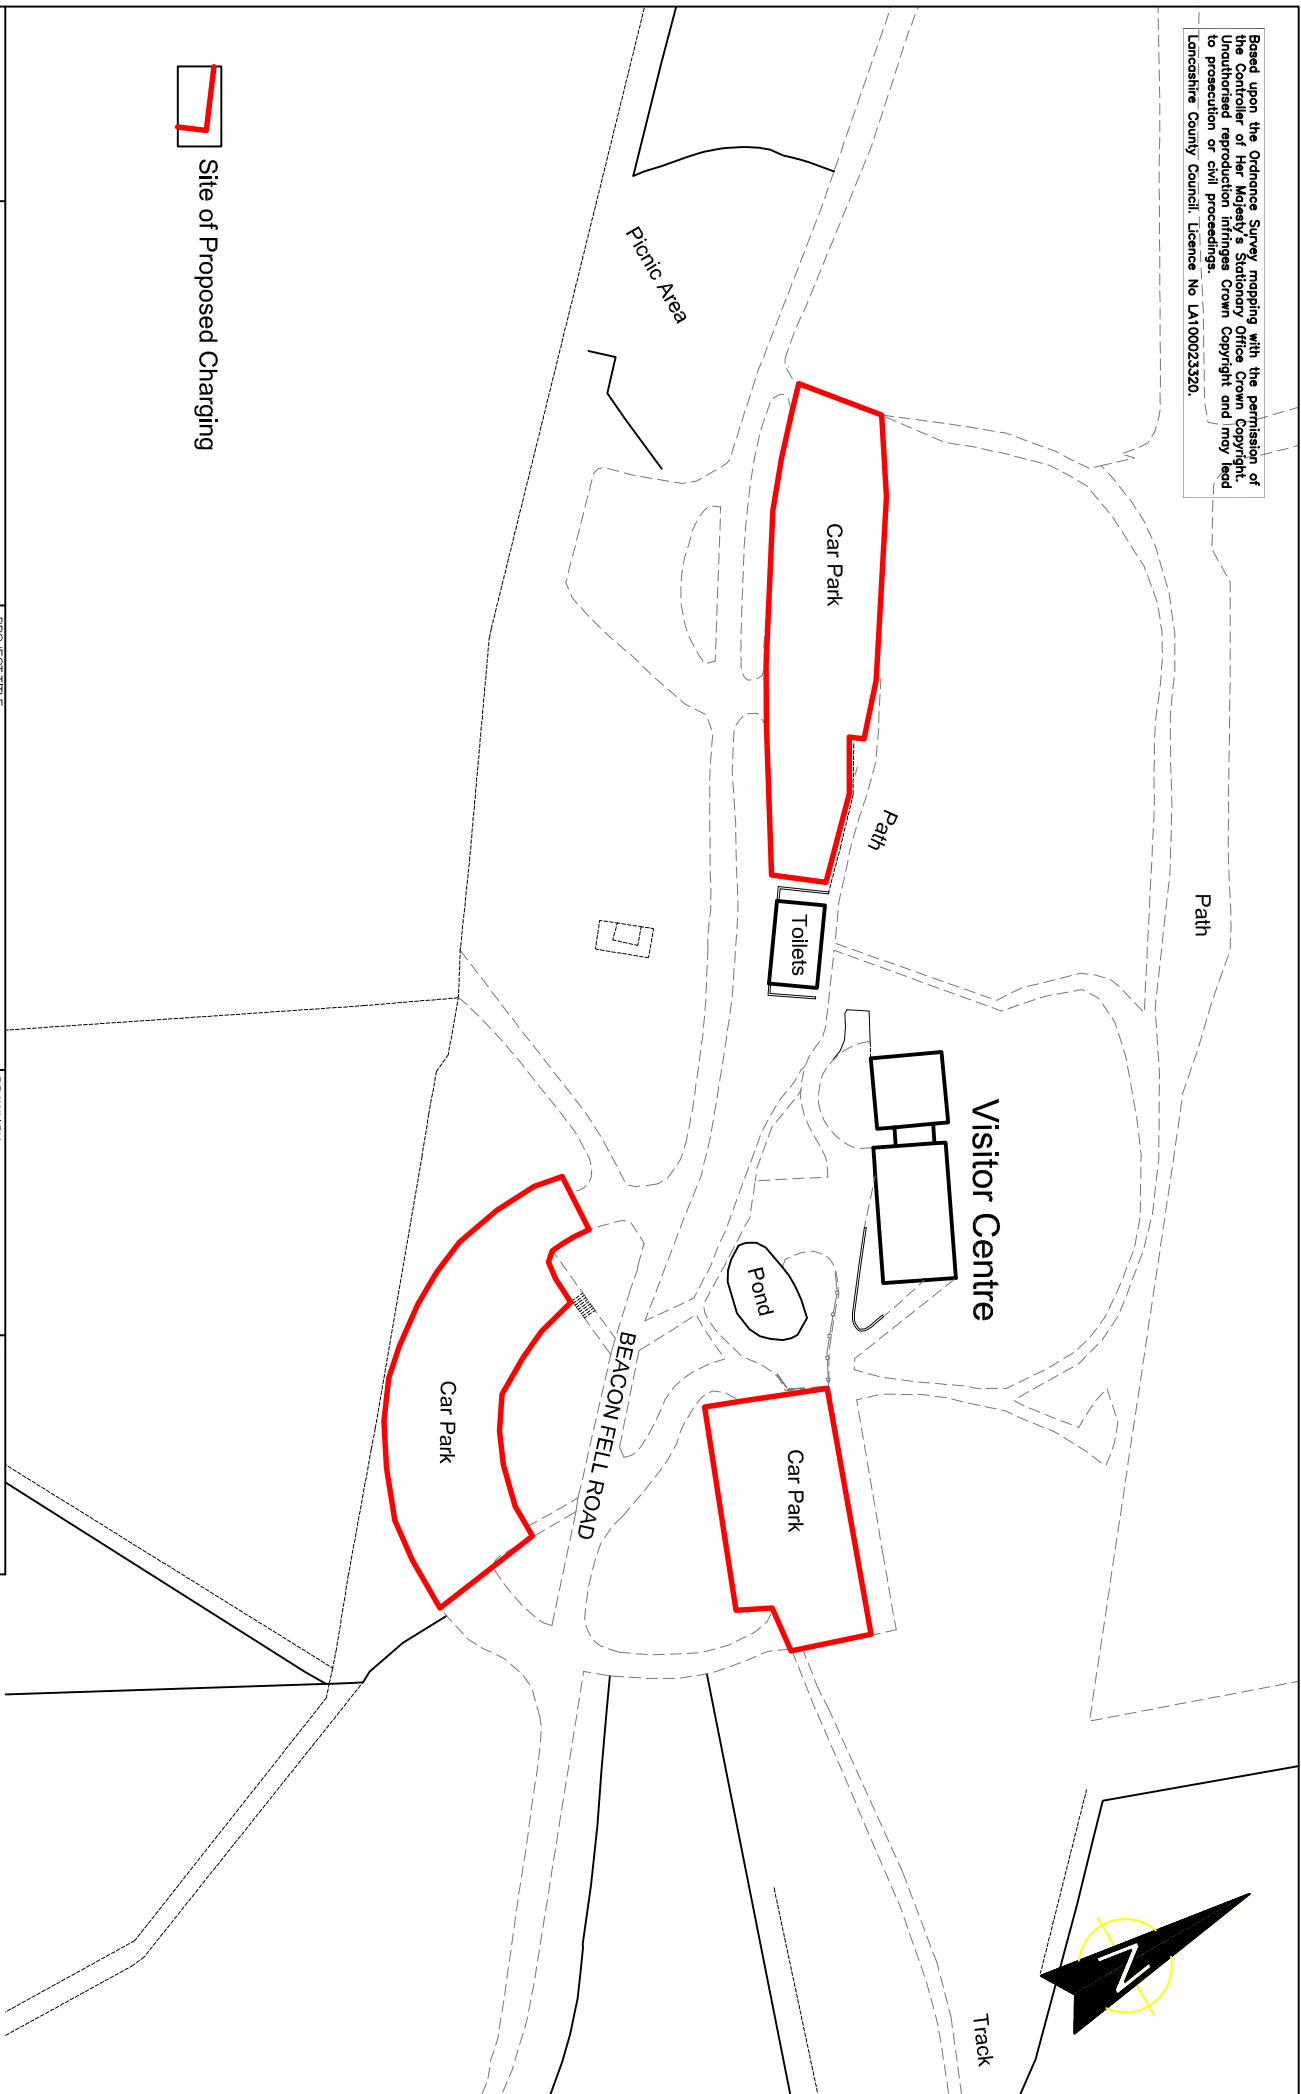 Based upon the Ordnance Survey mapping with the permission of
the Controller of Her Majesty's Stationary Office Crown Copyright.
Unauthorised reproduction infringes Crown Copyright and may lead
to prosecution or civil proceedings.
Lancashire County Council. Licence No LA100023320.
Path
Track
Visitor Centre
Path
Car Park
Toilets
Pond
Car Park
Picnic Area
BEACON FELL ROAD
Car Park
Site of Proposed Charging
N
PROJECT TITLE